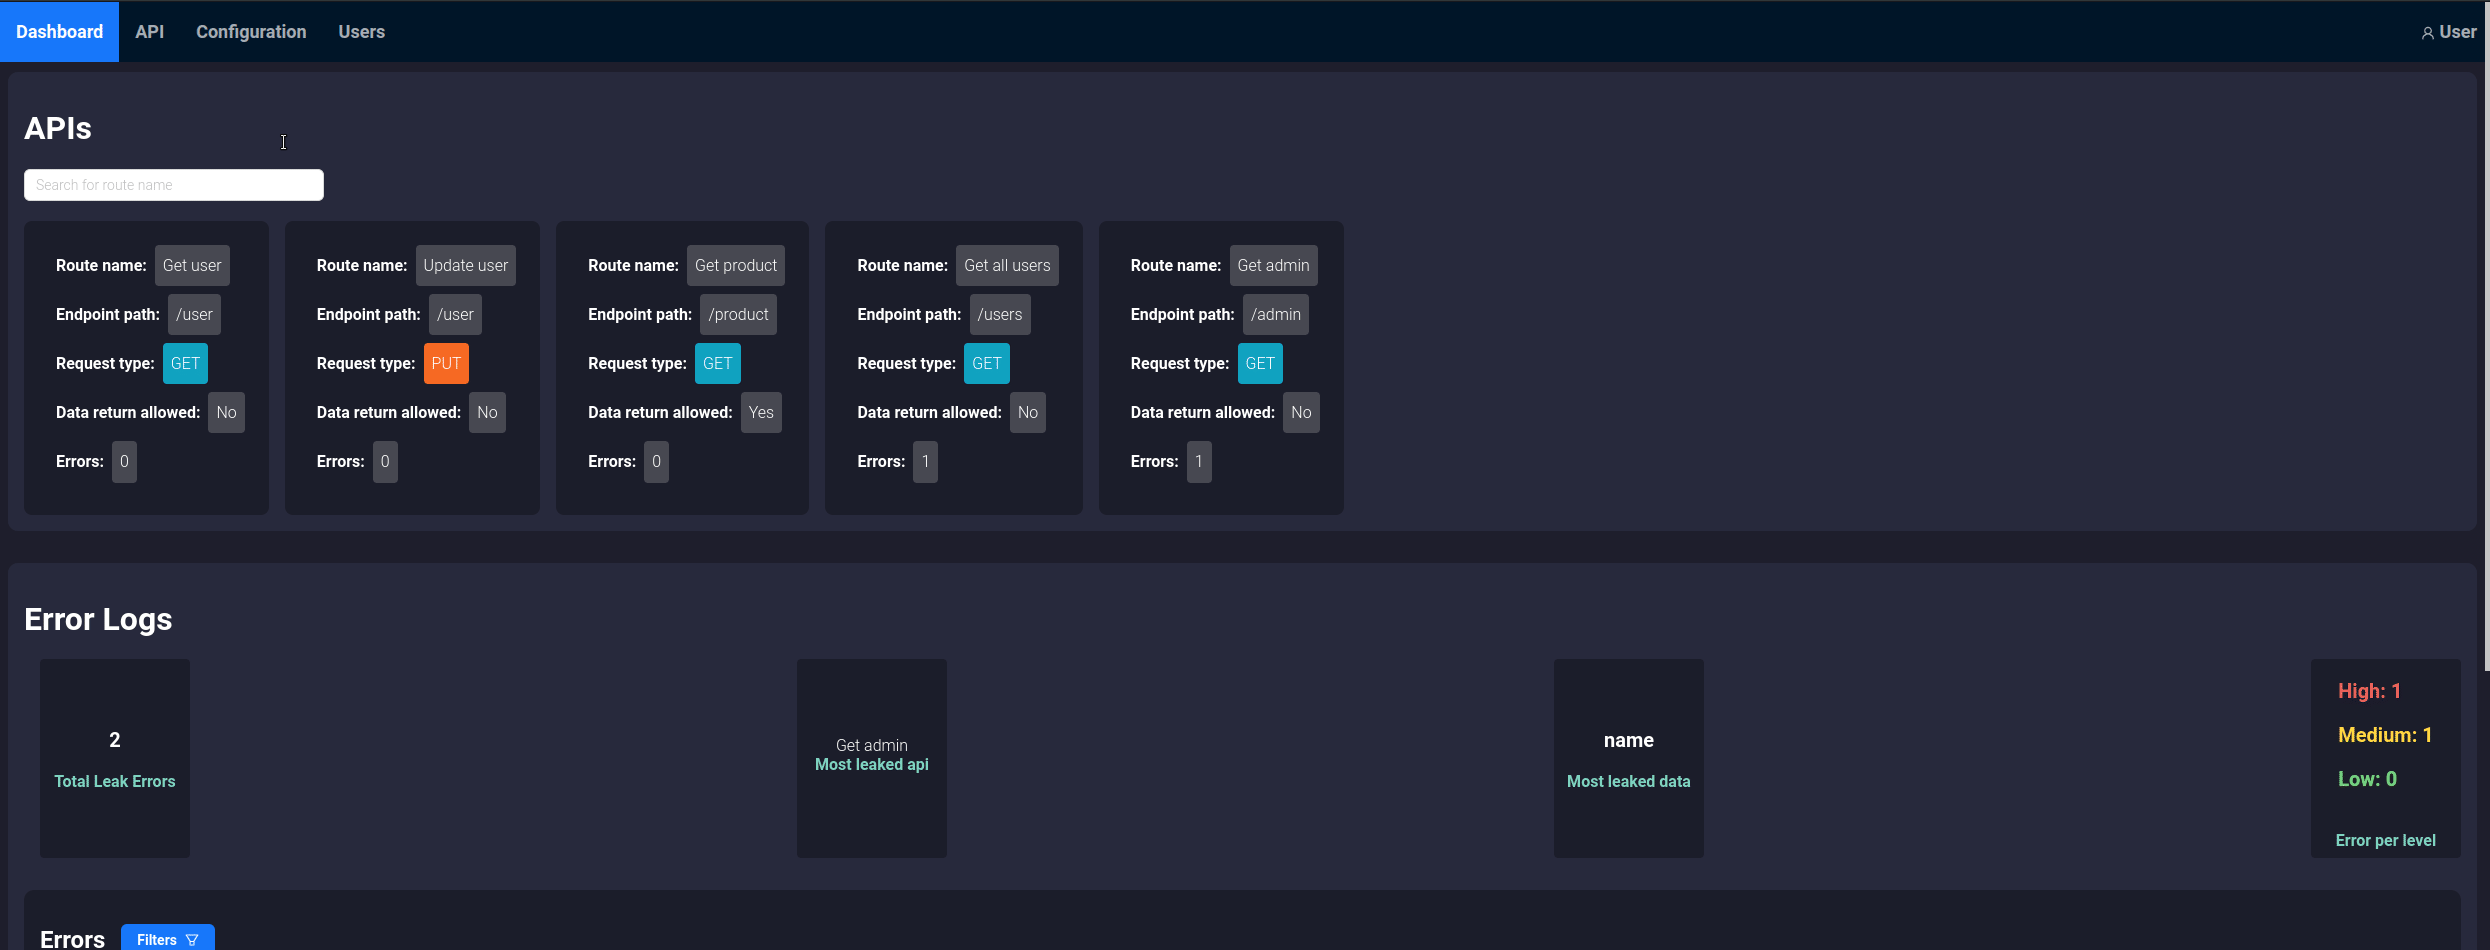 Dashboard API Configuration Users User
APIs
Search for route name
Route name: Get user
Endpoint path: /user
Request type: GET
Data return allowed: No
Errors: 0
Route name: Update user
Endpoint path: /user
Request type: PUT
Data return allowed: No
Errors: 0
Route name: Get product
Endpoint path: /product
Request type: GET
Data return allowed: Yes
Errors: 0
Route name: Get all users
Endpoint path: /users
Request type: GET
Data return allowed: No
Errors: 1
Route name: Get admin
Endpoint path: /admin
Request type: GET
Data return allowed: No
Errors: 1
Error Logs
2
Total Leak Errors
Get admin
Most leaked api
name
Most leaked data
High: 1
Medium: 1
Low: 0
Error per level
Errors Filters